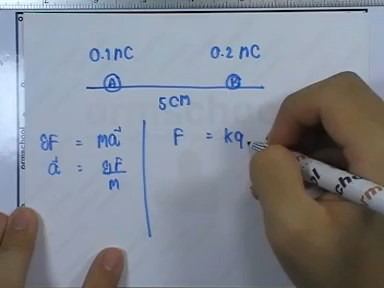 0.1nC 0.2nC
A B
5cm
ΣF = ma⃗
a⃗ = ΣF/M
F = kq